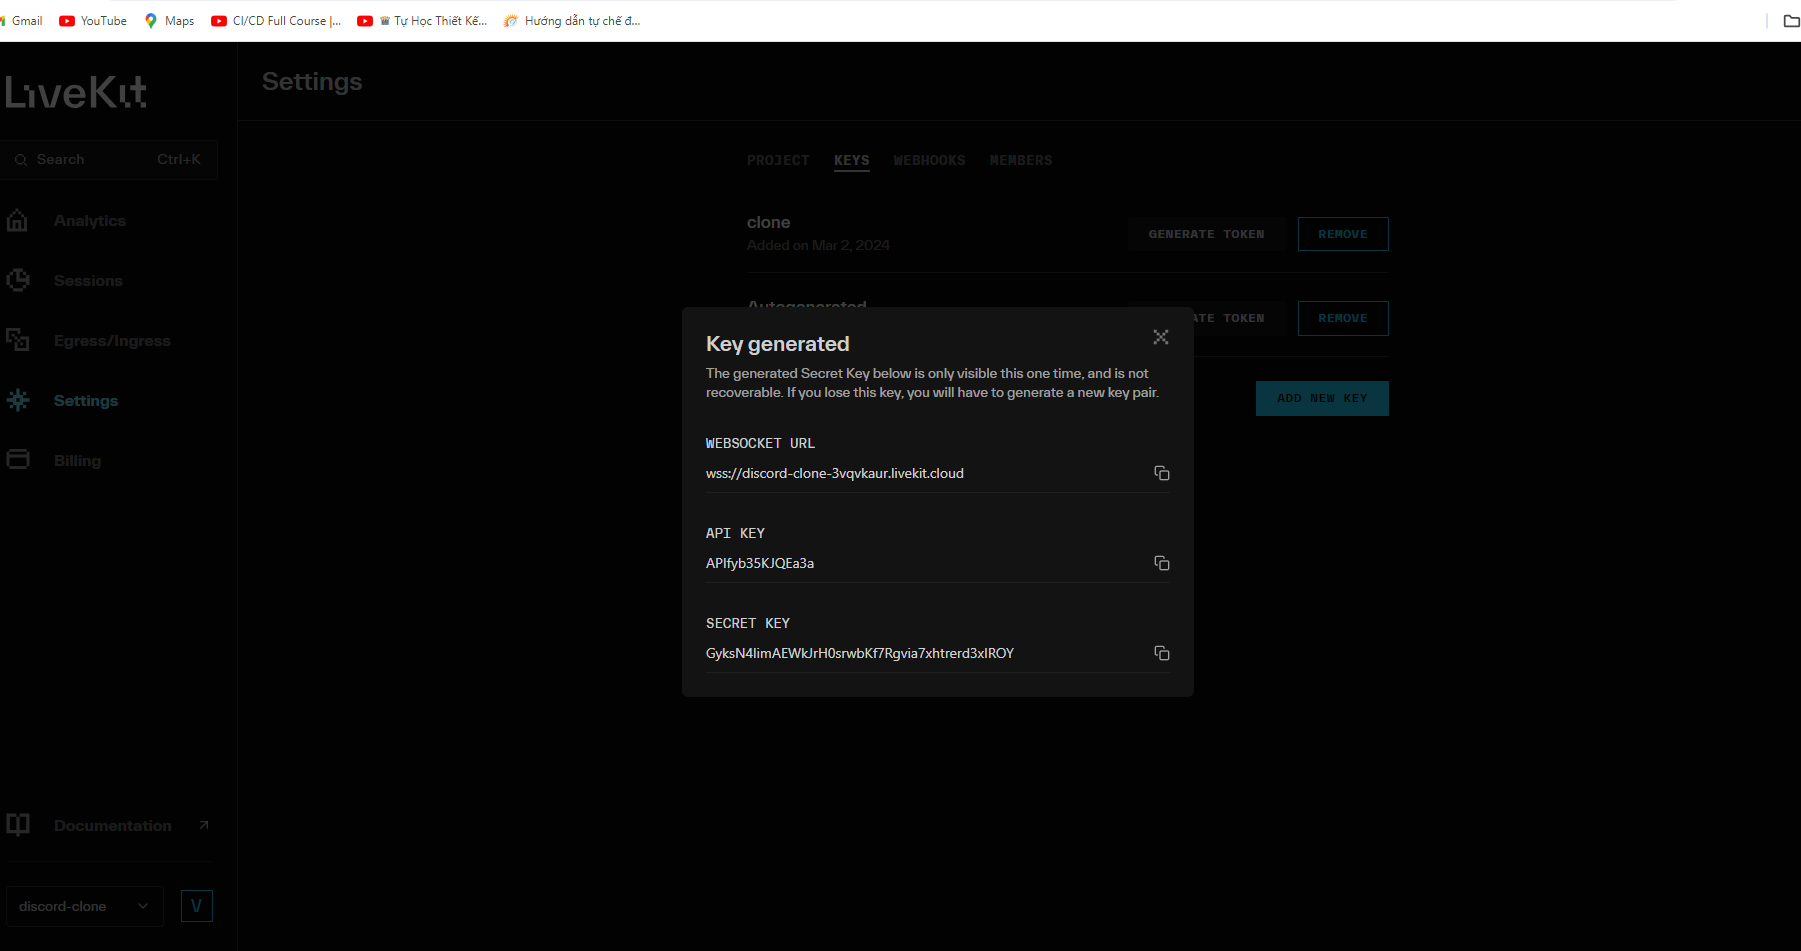 Gmail YouTube Maps CI/CD Full Course |... ♕ Tự Học Thiết Kế... Hướng dẫn tự chế đ...
LiveKit
Settings
Search Ctrl+K
PROJECT KEYS WEBHOOKS MEMBERS
Analytics
Sessions
Egress/Ingress
Settings
Billing
clone
Added on Mar 2, 2024
GENERATE TOKEN REMOVE
Autogenerated
ATE TOKEN REMOVE
ADD NEW KEY
Key generated
The generated Secret Key below is only visible this one time, and is not
recoverable. If you lose this key, you will have to generate a new key pair.
WEBSOCKET URL
wss://discord-clone-3vqvkaur.livekit.cloud
API KEY
APIfyb35KJQEa3a
SECRET KEY
GyksN4limAEWkJrH0srwbKf7Rgvia7xhtrerd3xIROY
Documentation
discord-clone V